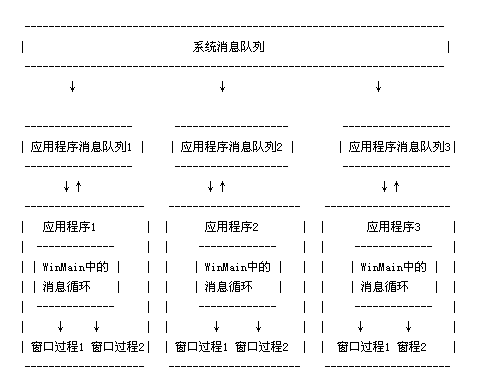 系统消息队列
应用程序消息队列1 应用程序消息队列2 应用程序消息队列3
应用程序1 应用程序2 应用程序3
WinMain中的 WinMain中的 WinMain中的
消息循环 消息循环 消息循环
窗口过程1 窗口过程2 窗口过程1 窗口过程2 窗口过程1 窗程2